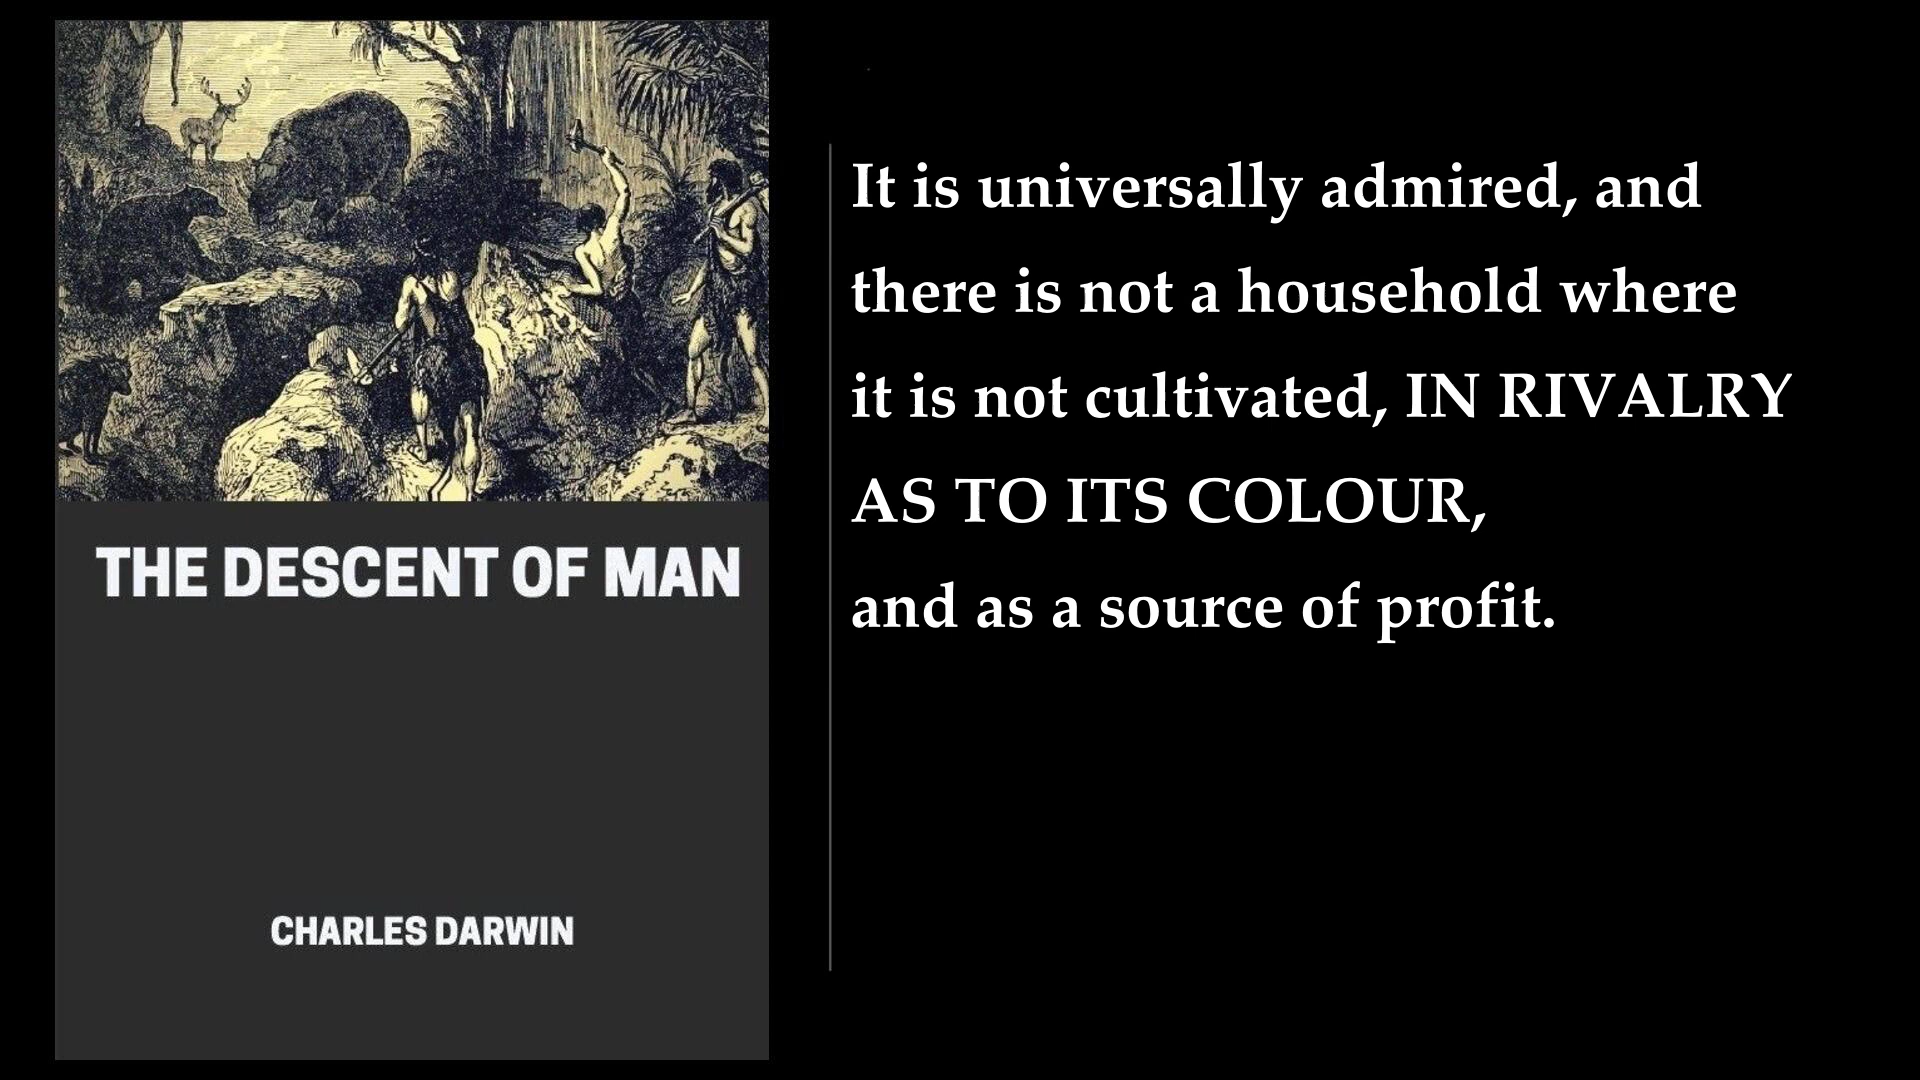 THE DESCENT OF MAN
CHARLES DARWIN
It is universally admired, and
there is not a household where
it is not cultivated, IN RIVALRY
AS TO ITS COLOUR,
and as a source of profit.